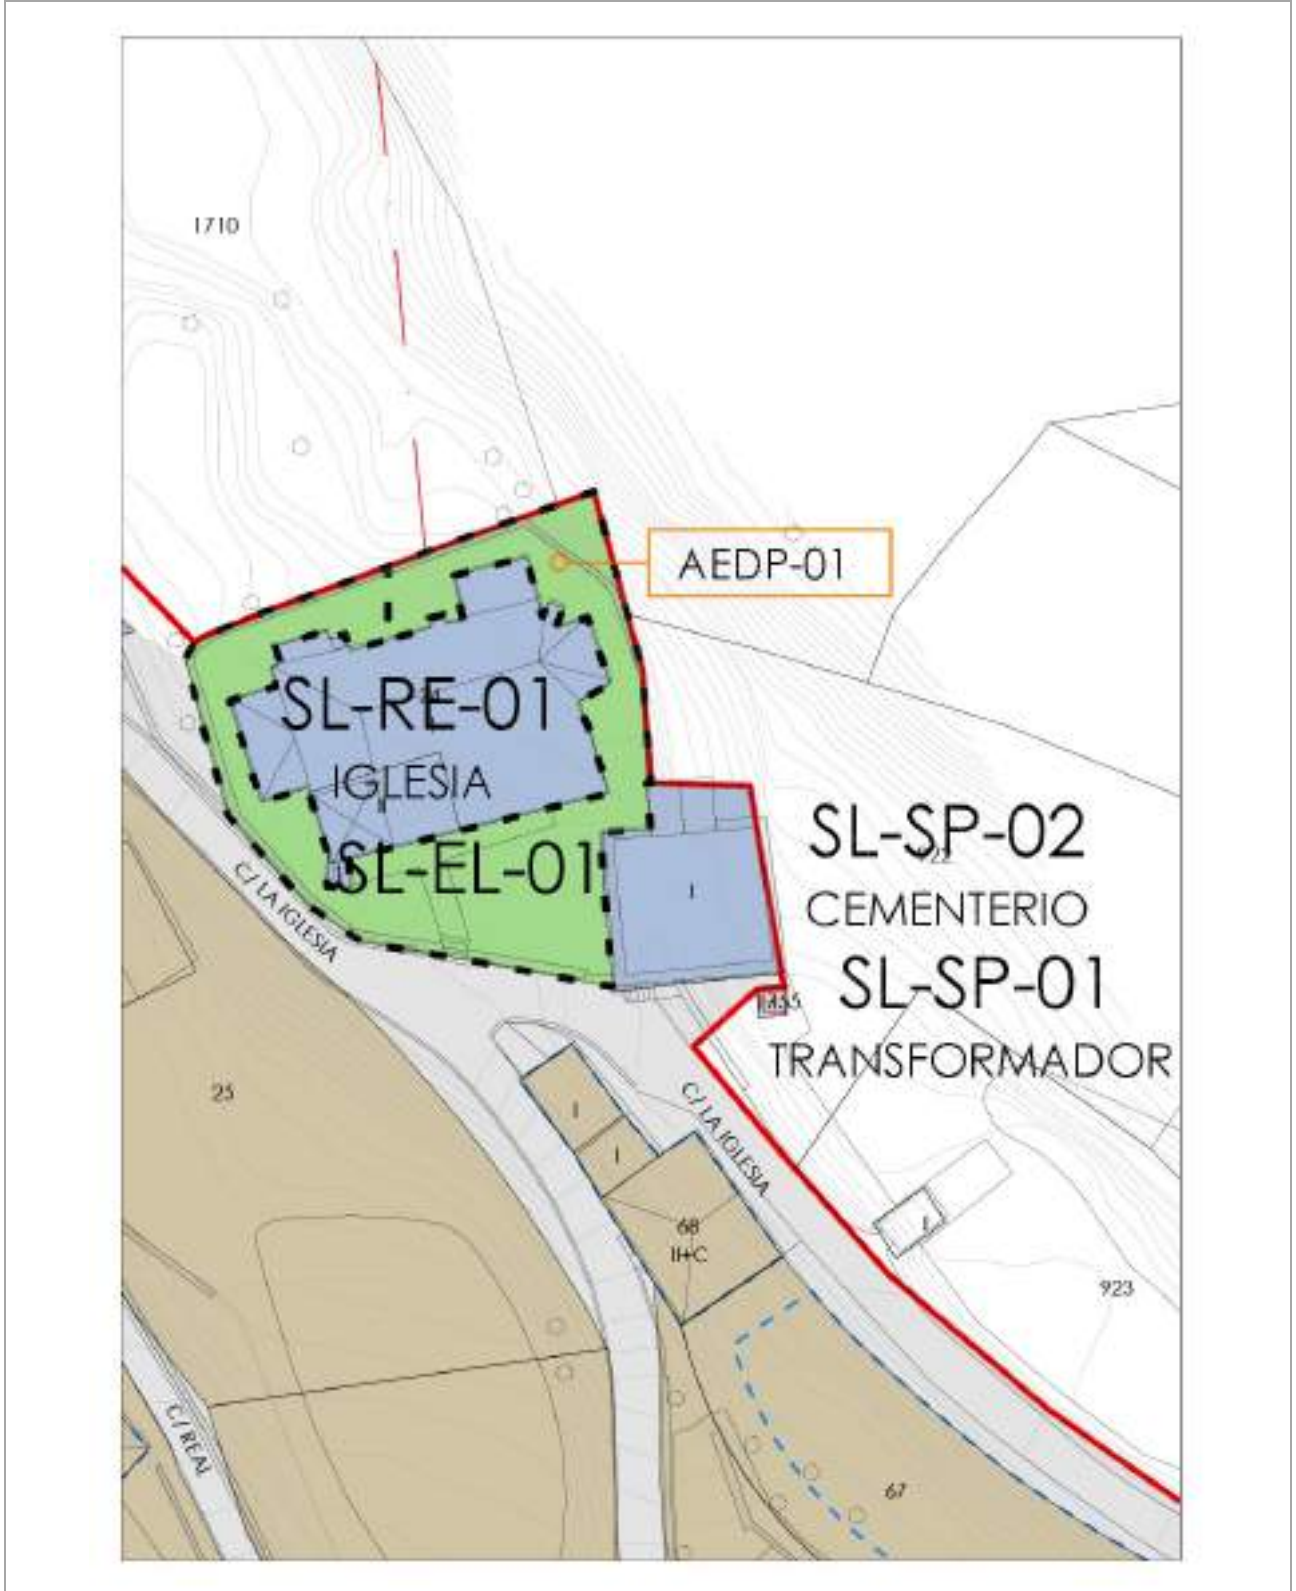 1710
AEDP-01
SL-RE-01
IGLESIA
SL-EL-01
SL-SP-02
CEMENTERIO
SL-SP-01
TRANSFORMADOR
C/ LA IGLESIA
I
25
I
I
C/ LA IGLESIA
68
II+C
923
C/ REAL
67